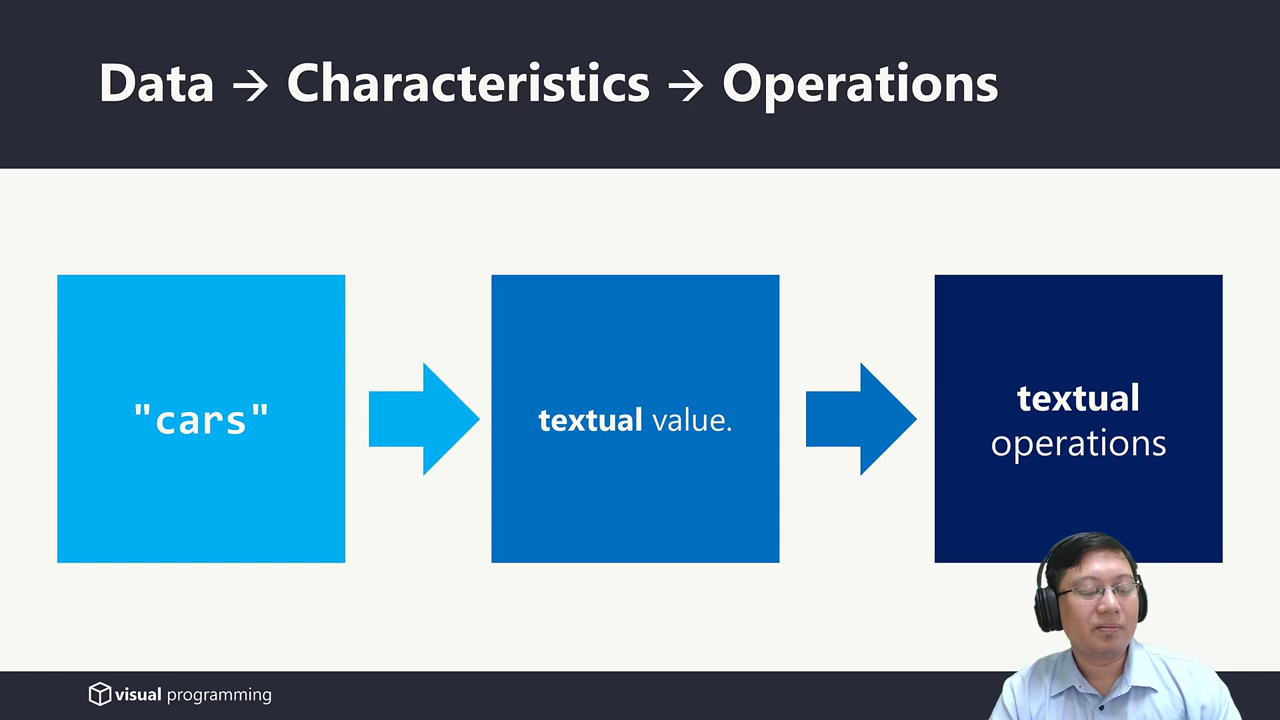 Data → Characteristics → Operations
"cars"
textual value.
textual
operations
visual programming